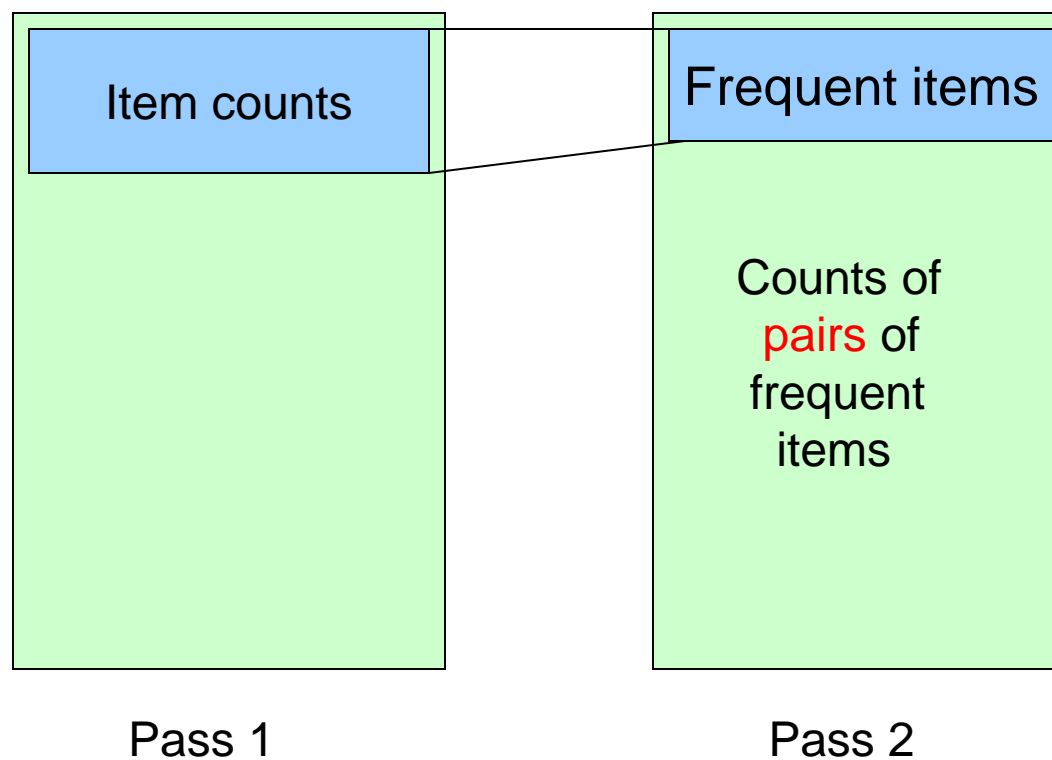 Item counts
Frequent items
Counts of
pairs of
frequent
items
Pass 1
Pass 2